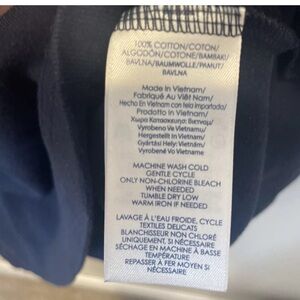 100% COTTON/COTON/
ALGODÓN/COTONE/BAMBAKI/
BAVLNA/BAUMWOLLE/PAMUT/
BAVLNA
Made In Vietnam/
Fabriqué Au Viêt Nam/
Hecho En Vietnam con tela importada/
Prodotto in Vietnam/
Χωρα Κατασκευης: Βιετναμ/
Vyrobeno Ve Vietnamu/
Hergestellt in Vietnam/
Gyártási Hely: Vietnám/
Vyrobené Vo Vietname
MACHINE WASH COLD
GENTLE CYCLE
ONLY NON-CHLORINE BLEACH
WHEN NEEDED
TUMBLE DRY LOW
WARM IRON IF NEEDED
LAVAGE À L'EAU FROIDE, CYCLE
TEXTILES DÉLICATS
BLANCHISSEUR NON CHLORÉ
UNIQUEMENT, SI NÉCESSAIRE
SÉCHAGE EN MACHINE À BASSE
TEMPÉRATURE
REPASSER À FER MOYEN SI
NÉCESSAIRE